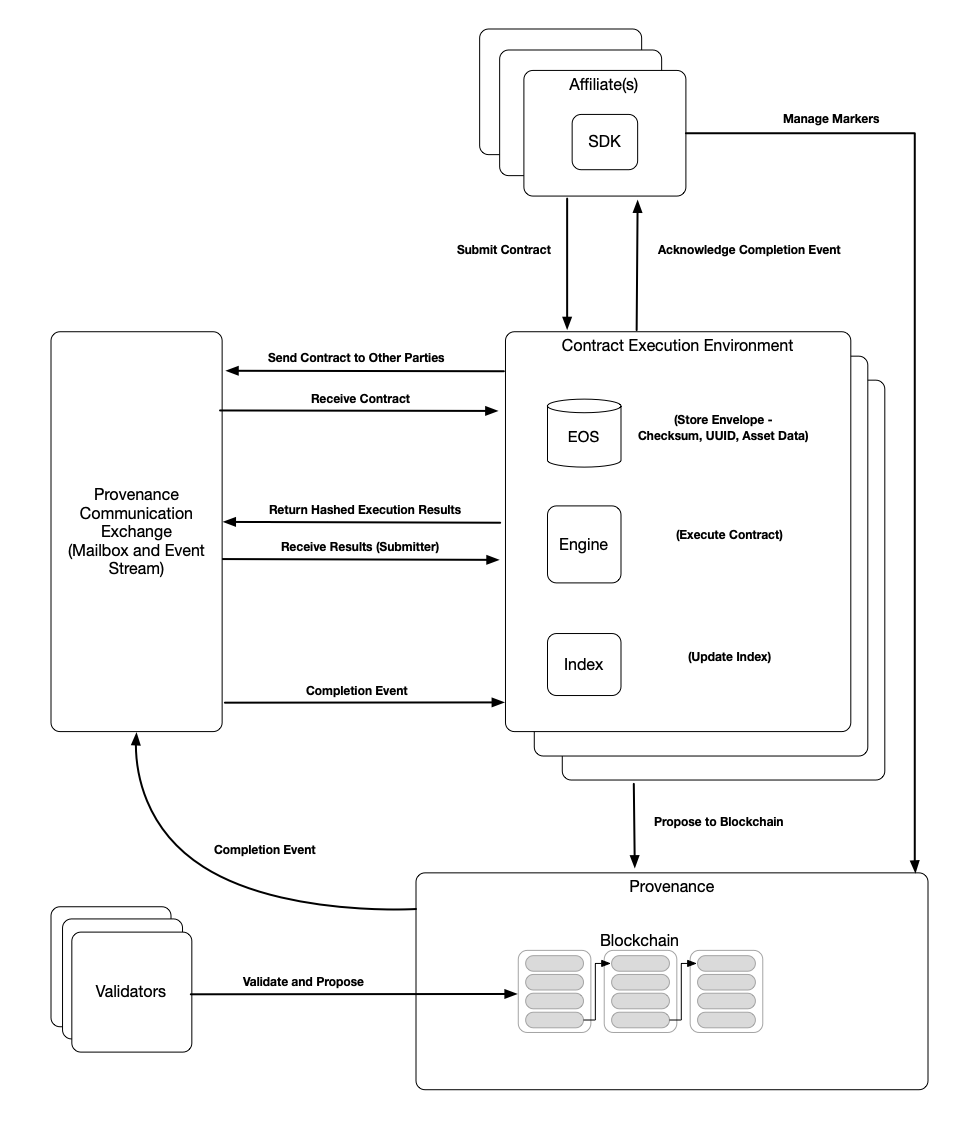 Affiliate(s)
SDK
Manage Markers
Submit Contract
Acknowledge Completion Event
Contract Execution Environment
Send Contract to Other Parties
Receive Contract
EOS
(Store Envelope -
Checksum, UUID, Asset Data)
Provenance
Communication
Exchange
(Mailbox and Event
Stream)
Return Hashed Execution Results
Receive Results (Submitter)
Engine
(Execute Contract)
Index
(Update Index)
Completion Event
Propose to Blockchain
Completion Event
Provenance
Blockchain
Validators
Validate and Propose